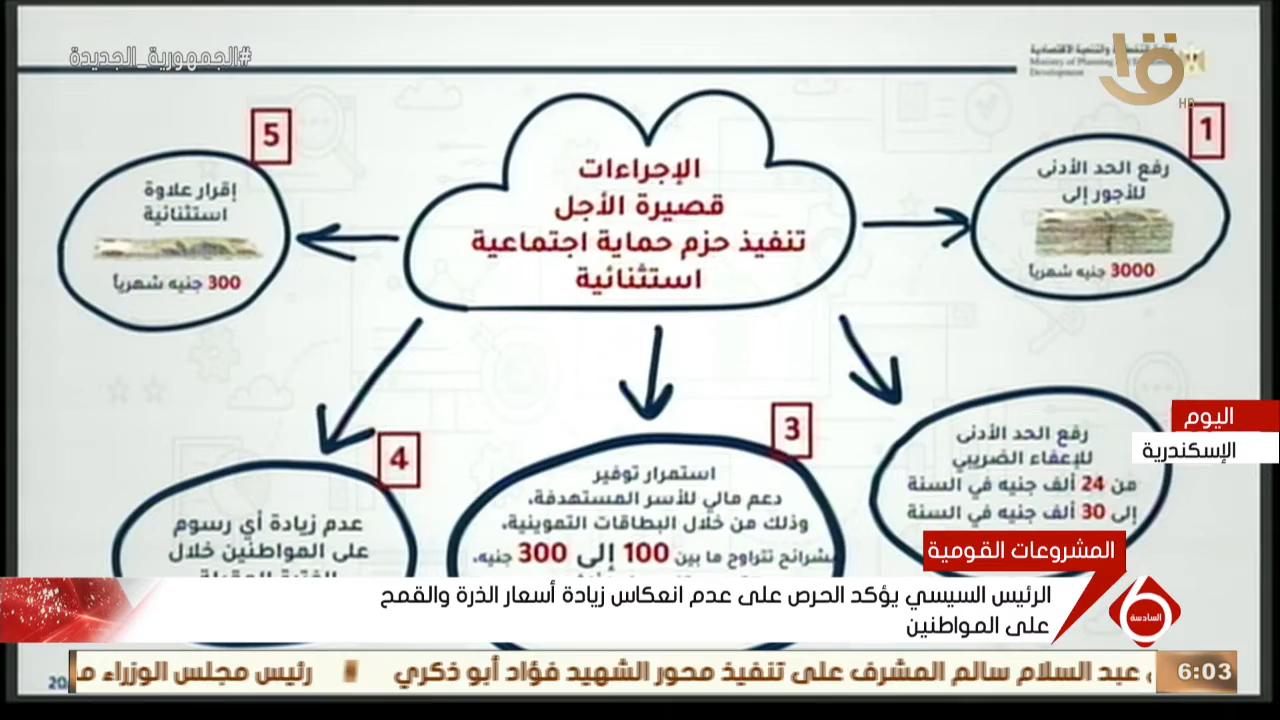 #الجمهورية_الجديدة
HD
Ministry of Planning
Development
الإجراءات
قصيرة الأجل
تنفيذ حزم حماية اجتماعية
استثنائية
1
رفع الحد الأدنى
للأجور إلى
3000 جنيه شهرياً
رفع الحد الأدنى
للإعفاء الضريبي
من 24 ألف جنيه في السنة
إلى 30 ألف جنيه في السنة
3
استمرار توفير
دعم مالي للأسر المستهدفة،
وذلك من خلال البطاقات التموينية،
بشرائح تتراوح ما بين 100 إلى 300 جنيه،
4
عدم زيادة أي رسوم
على المواطنين خلال
5
إقرار علاوة
استثنائية
300 جنيه شهرياً
اليوم
الإسكندرية
المشروعات القومية
السادسة
الرئيس السيسي يؤكد الحرص على عدم انعكاس زيادة أسعار الذرة والقمح
على المواطنين
عبد السلام سالم المشرف على تنفيذ محور الشهيد فؤاد أبو ذكري
رئيس مجلس الوزراء
6:03
20